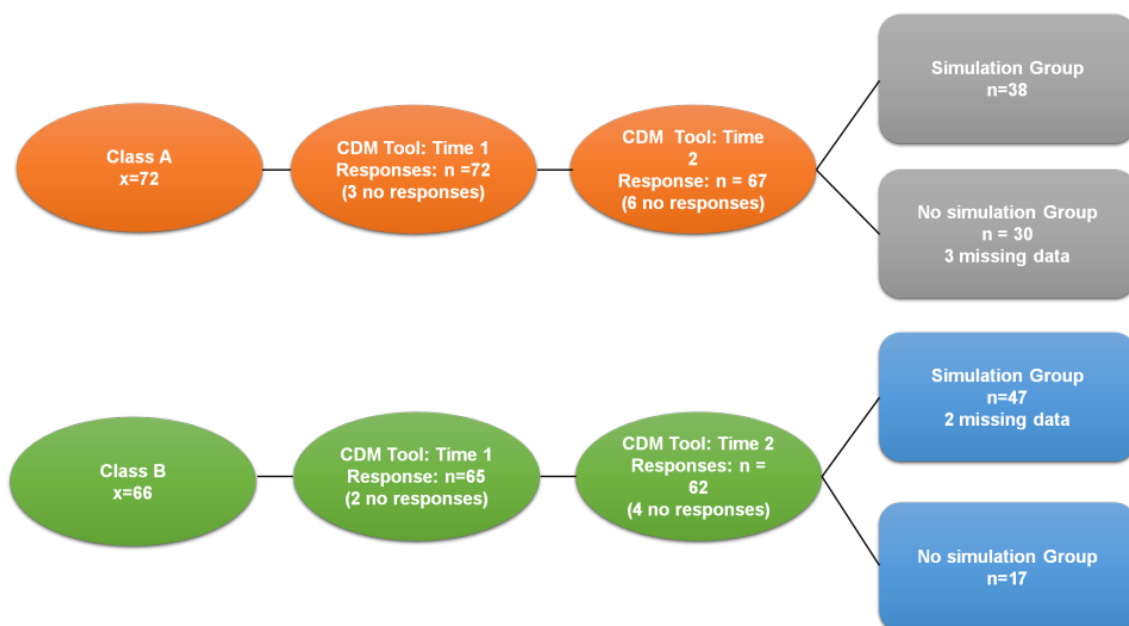 Class A
x=72
CDM Tool: Time 1
Responses: n =72
(3 no responses)
CDM Tool: Time
2
Response: n = 67
(6 no responses)
Simulation Group
n=38
No simulation Group
n = 30
3 missing data
Class B
x=66
CDM Tool: Time 1
Response: n=65
(2 no responses)
CDM Tool: Time 2
Responses: n =
62
(4 no responses)
Simulation Group
n=47
2 missing data
No simulation Group
n=17